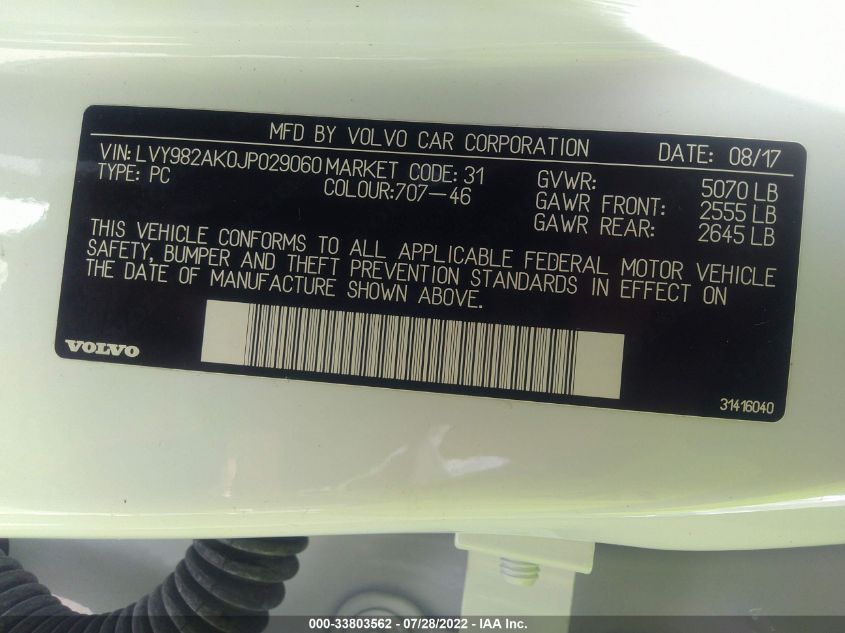 MFD BY VOLVO CAR CORPORATION DATE: 08/17
VIN: LVY982AK0JP029060 MARKET CODE: 31
TYPE: PC COLOUR:707-46
GVWR: 5070 LB
GAWR FRONT: 2555 LB
GAWR REAR: 2645 LB
THIS VEHICLE CONFORMS TO ALL APPLICABLE FEDERAL MOTOR VEHICLE
SAFETY, BUMPER AND THEFT PREVENTION STANDARDS IN EFFECT ON
THE DATE OF MANUFACTURE SHOWN ABOVE.
VOLVO
31416040
000-33803562 - 07/28/2022 - IAA Inc.